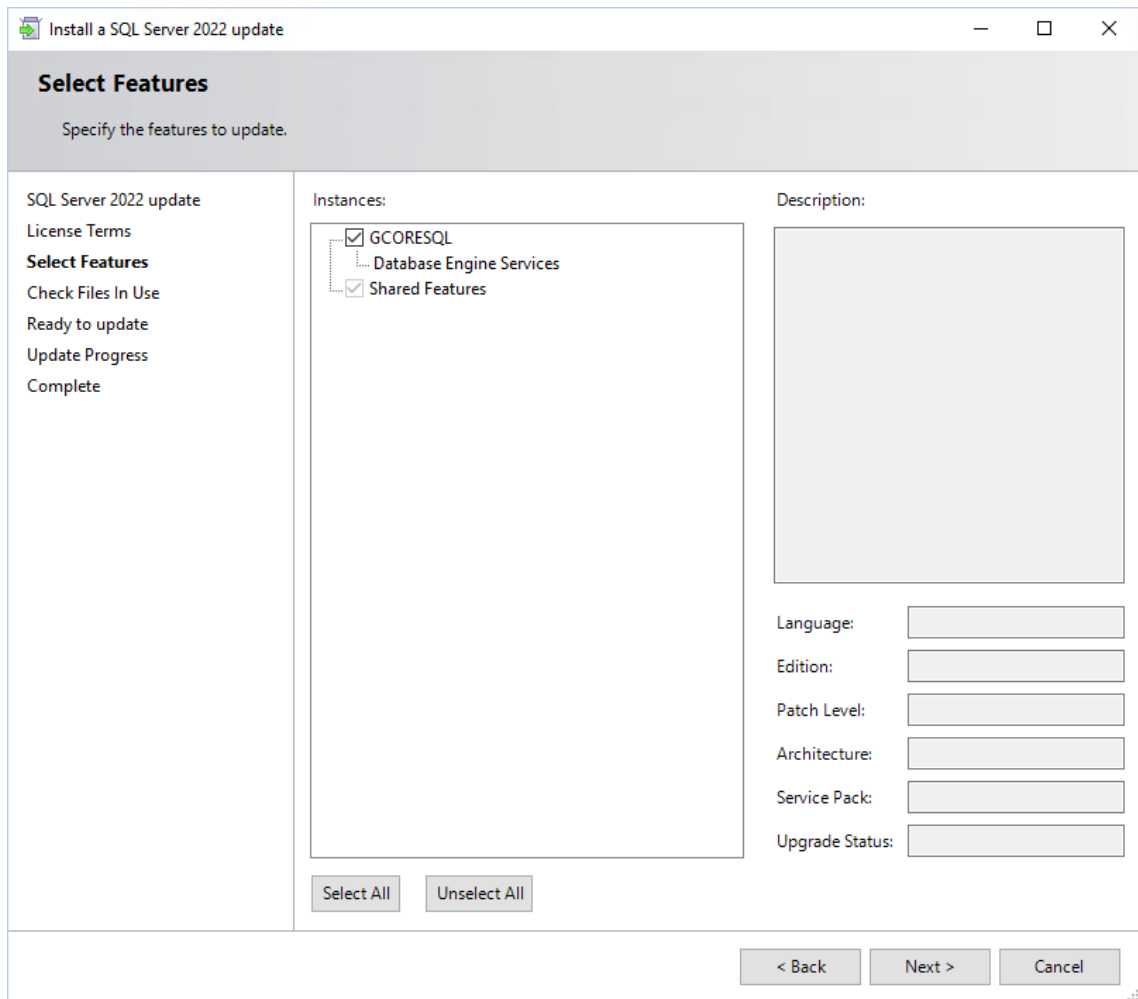 Install a SQL Server 2022 update
Select Features
Specify the features to update.
SQL Server 2022 update
License Terms
Select Features
Check Files In Use
Ready to update
Update Progress
Complete
Instances:
GCORESQL
Database Engine Services
Shared Features
Select All
Unselect All
Description:
Language:
Edition:
Patch Level:
Architecture:
Service Pack:
Upgrade Status:
< Back
Next >
Cancel